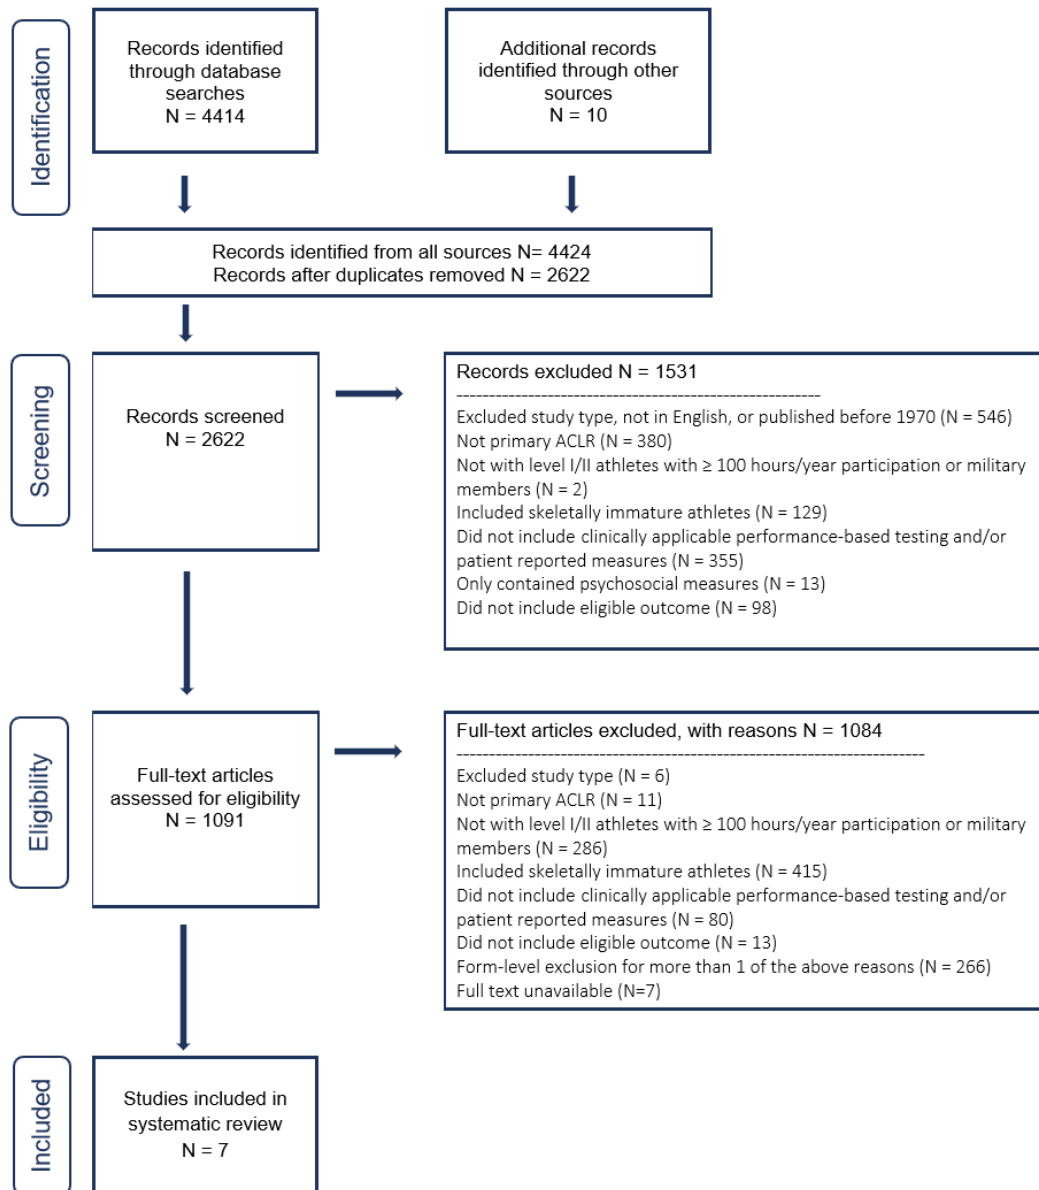 Identification
Records identified
through database
searches
N = 4414
Additional records
identified through other
sources
N = 10
Records identified from all sources N= 4424
Records after duplicates removed N = 2622
Screening
Records screened
N = 2622
Records excluded N = 1531
--------------------------------------------------------
Excluded study type, not in English, or published before 1970 (N = 546)
Not primary ACLR (N = 380)
Not with level I/II athletes with ≥ 100 hours/year participation or military
members (N = 2)
Included skeletally immature athletes (N = 129)
Did not include clinically applicable performance-based testing and/or
patient reported measures (N = 355)
Only contained psychosocial measures (N = 13)
Did not include eligible outcome (N = 98)
Eligibility
Full-text articles
assessed for eligibility
N = 1091
Full-text articles excluded, with reasons N = 1084
------------------------------------------------------------------------
Excluded study type (N = 6)
Not primary ACLR (N = 11)
Not with level I/II athletes with ≥ 100 hours/year participation or military
members (N = 286)
Included skeletally immature athletes (N = 415)
Did not include clinically applicable performance-based testing and/or
patient reported measures (N = 80)
Did not include eligible outcome (N = 13)
Form-level exclusion for more than 1 of the above reasons (N = 266)
Full text unavailable (N=7)
Included
Studies included in
systematic review
N = 7